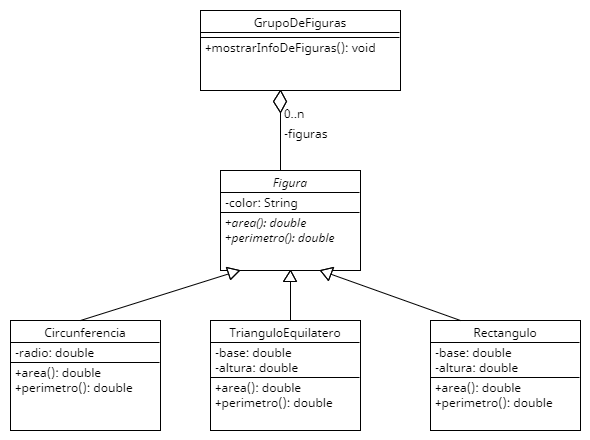 GrupoDeFiguras
+mostrarInfoDeFiguras(): void
0..n
-figuras
Figura
-color: String
+area(): double
+perimetro(): double
Circunferencia
-radio: double
+area(): double
+perimetro(): double
TrianguloEquilatero
-base: double
-altura: double
+area(): double
+perimetro(): double
Rectangulo
-base: double
-altura: double
+area(): double
+perimetro(): double